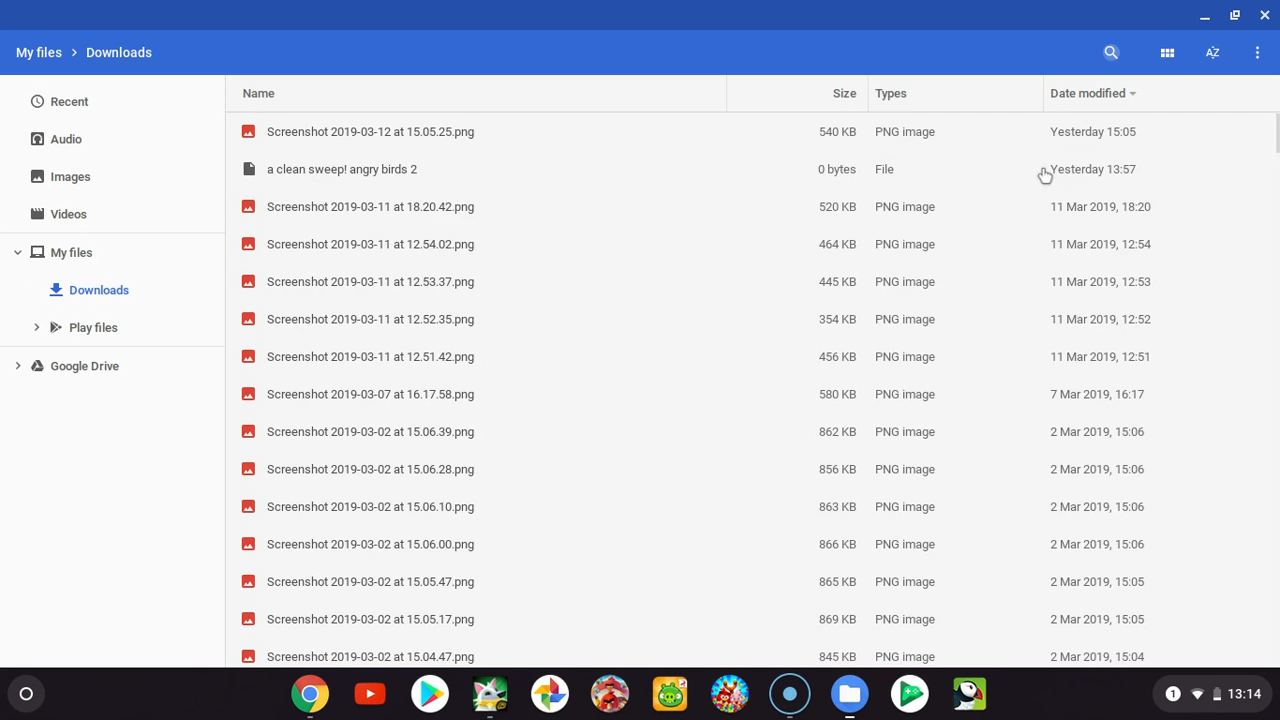 My files > Downloads
Recent
Audio
Images
Videos
My files
Downloads
Play files
Google Drive
Name Size Types Date modified
Screenshot 2019-03-12 at 15.05.25.png 540 KB PNG image Yesterday 15:05
a clean sweep! angry birds 2 0 bytes File Yesterday 13:57
Screenshot 2019-03-11 at 18.20.42.png 520 KB PNG image 11 Mar 2019, 18:20
Screenshot 2019-03-11 at 12.54.02.png 464 KB PNG image 11 Mar 2019, 12:54
Screenshot 2019-03-11 at 12.53.37.png 445 KB PNG image 11 Mar 2019, 12:53
Screenshot 2019-03-11 at 12.52.35.png 354 KB PNG image 11 Mar 2019, 12:52
Screenshot 2019-03-11 at 12.51.42.png 456 KB PNG image 11 Mar 2019, 12:51
Screenshot 2019-03-07 at 16.17.58.png 580 KB PNG image 7 Mar 2019, 16:17
Screenshot 2019-03-02 at 15.06.39.png 862 KB PNG image 2 Mar 2019, 15:06
Screenshot 2019-03-02 at 15.06.28.png 856 KB PNG image 2 Mar 2019, 15:06
Screenshot 2019-03-02 at 15.06.10.png 863 KB PNG image 2 Mar 2019, 15:06
Screenshot 2019-03-02 at 15.06.00.png 866 KB PNG image 2 Mar 2019, 15:06
Screenshot 2019-03-02 at 15.05.47.png 865 KB PNG image 2 Mar 2019, 15:05
Screenshot 2019-03-02 at 15.05.17.png 869 KB PNG image 2 Mar 2019, 15:05
Screenshot 2019-03-02 at 15.04.47.png 845 KB PNG image 2 Mar 2019, 15:04
1 13:14